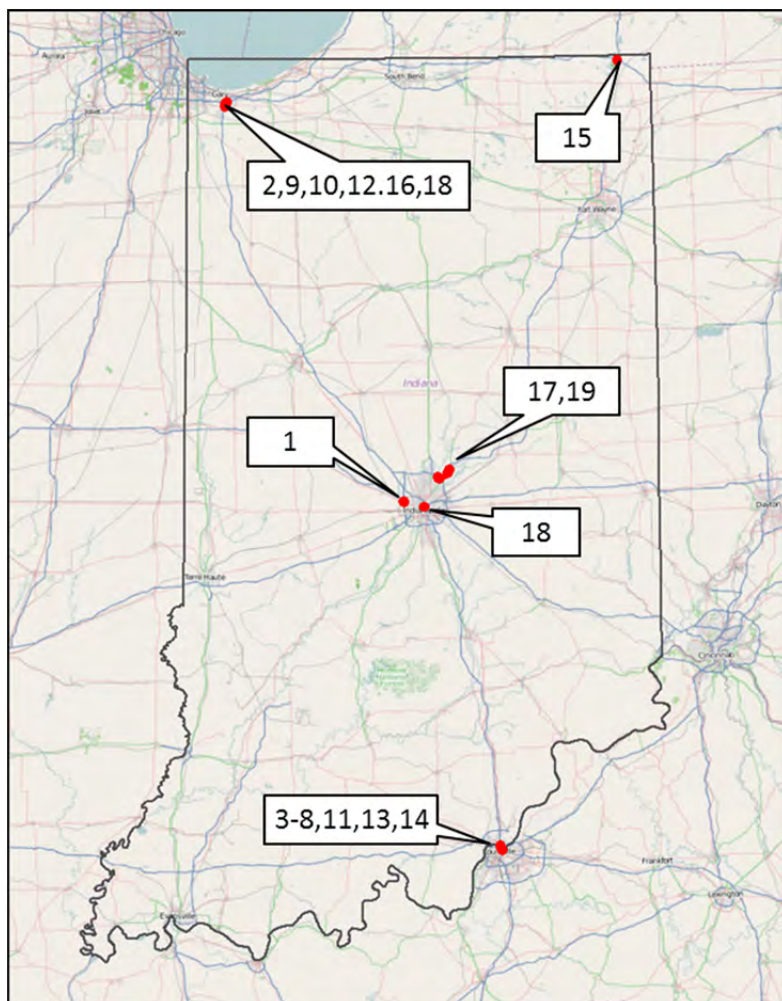 Chicago
Aurora
South Bend
Gary
15
2,9,10,12.16,18
Fort Wayne
Indiana
17,19
1
18
Dayton
Terre Haute
Cincinnati
3-8,11,13,14
Frankfort
Lexington
Evansville